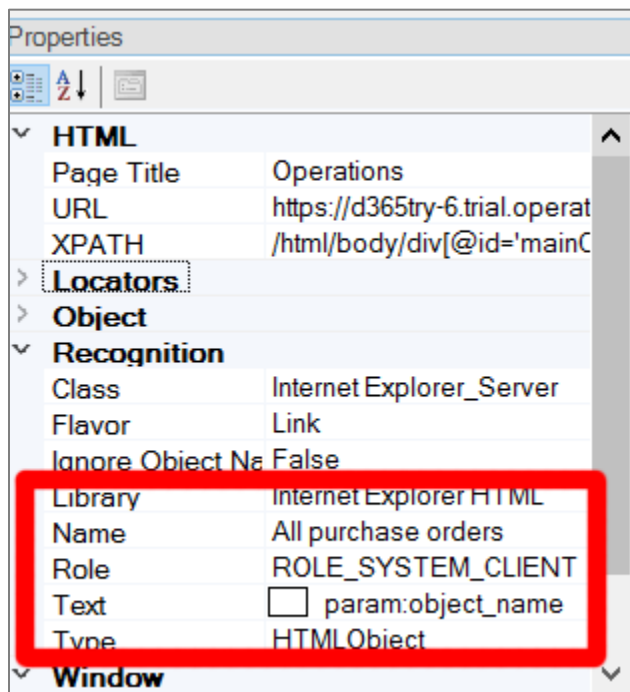 Properties
HTML
Page Title Operations
URL https://d365try-6.trial.operat
XPATH /html/body/div[@id='mainC
Locators
Object
Recognition
Class Internet Explorer_Server
Flavor Link
Ignore Object Na False
Library Internet Explorer HTML
Name All purchase orders
Role ROLE_SYSTEM_CLIENT
Text param:object_name
Type HTMLObject
Window